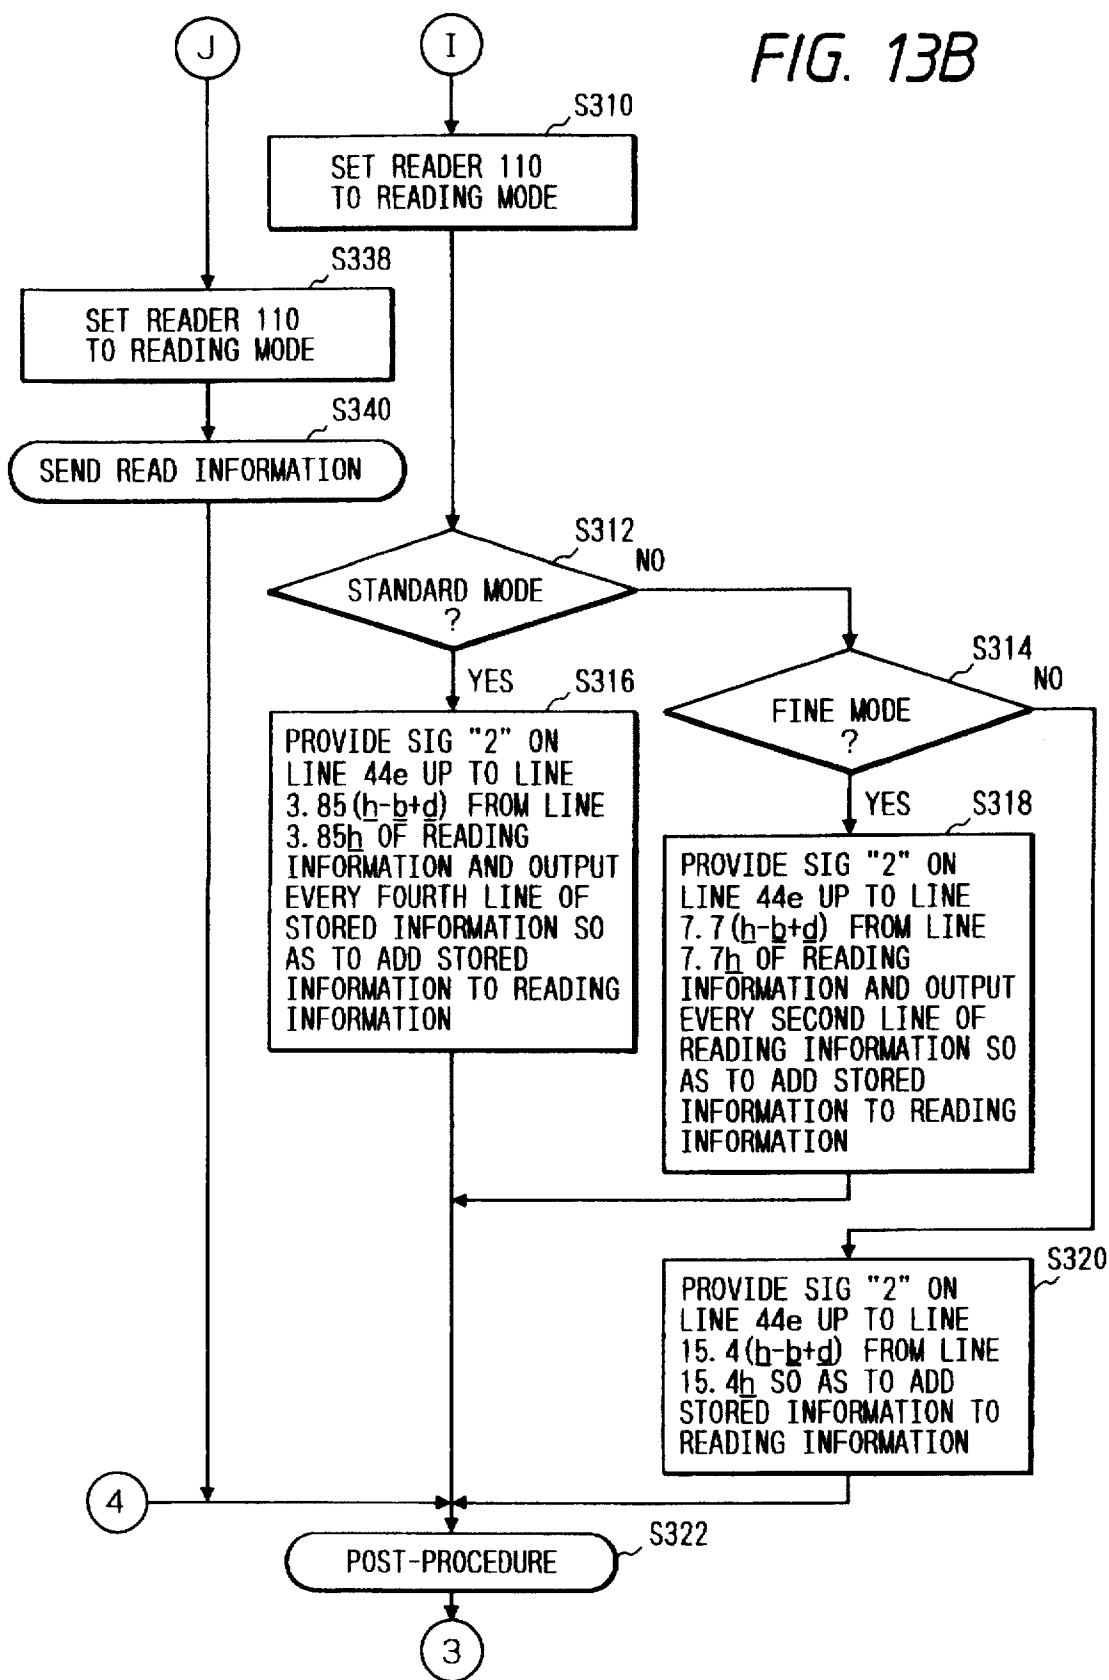 FIG. 13B
J
I
S310
SET READER 110
TO READING MODE
S338
SET READER 110
TO READING MODE
S340
SEND READ INFORMATION
S312
NO
STANDARD MODE
?
YES
S314
NO
FINE MODE
?
YES
S316
PROVIDE SIG "2" ON
LINE 44e UP TO LINE
3.85(h-b+d) FROM LINE
3.85h OF READING
INFORMATION AND OUTPUT
EVERY FOURTH LINE OF
STORED INFORMATION SO
AS TO ADD STORED
INFORMATION TO READING
INFORMATION
S318
PROVIDE SIG "2" ON
LINE 44e UP TO LINE
7.7(h-b+d) FROM LINE
7.7h OF READING
INFORMATION AND OUTPUT
EVERY SECOND LINE OF
READING INFORMATION SO
AS TO ADD STORED
INFORMATION TO READING
INFORMATION
S320
PROVIDE SIG "2" ON
LINE 44e UP TO LINE
15.4(h-b+d) FROM LINE
15.4h SO AS TO ADD
STORED INFORMATION TO
READING INFORMATION
4
S322
POST-PROCEDURE
3